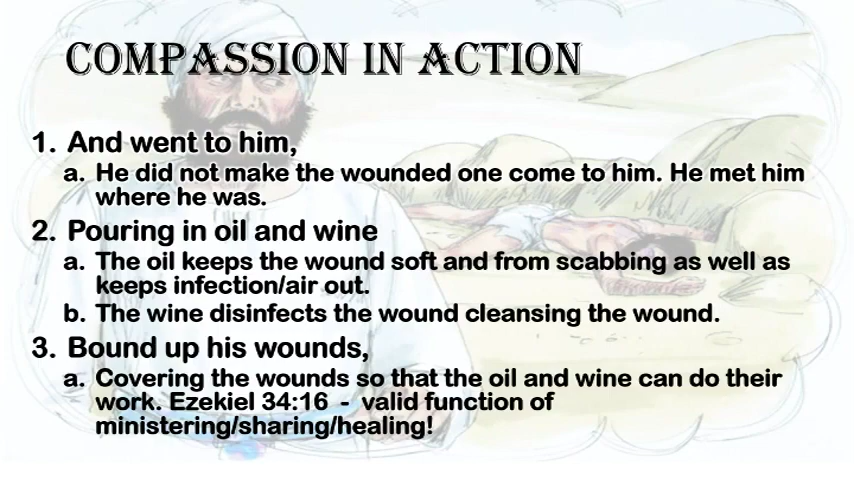 COMPASSION IN ACTION
1. And went to him,
a. He did not make the wounded one come to him. He met him
where he was.
2. Pouring in oil and wine
a. The oil keeps the wound soft and from scabbing as well as
keeps infection/air out.
b. The wine disinfects the wound cleansing the wound.
3. Bound up his wounds,
a. Covering the wounds so that the oil and wine can do their
work. Ezekiel 34:16 - valid function of
ministering/sharing/healing!